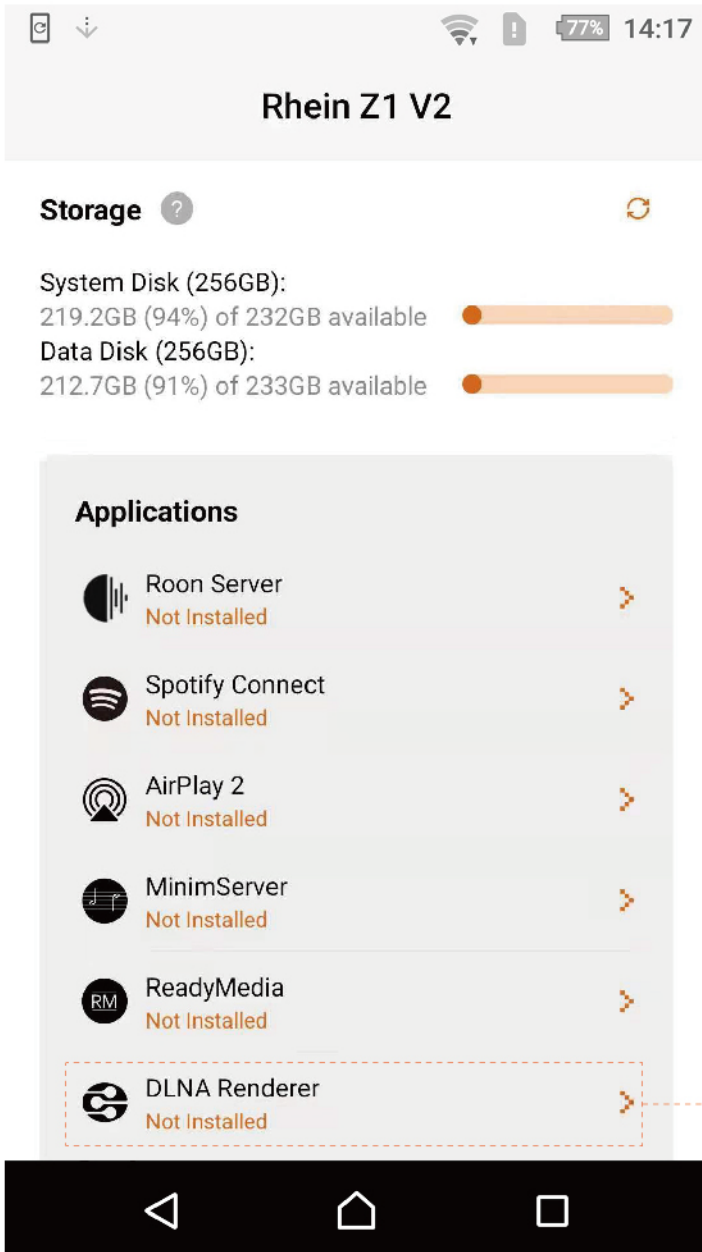 77% 14:17
Rhein Z1 V2
Storage ?
System Disk (256GB):
219.2GB (94%) of 232GB available
Data Disk (256GB):
212.7GB (91%) of 233GB available
Applications
Roon Server
Not Installed
Spotify Connect
Not Installed
AirPlay 2
Not Installed
MinimServer
Not Installed
RM ReadyMedia
Not Installed
DLNA Renderer
Not Installed